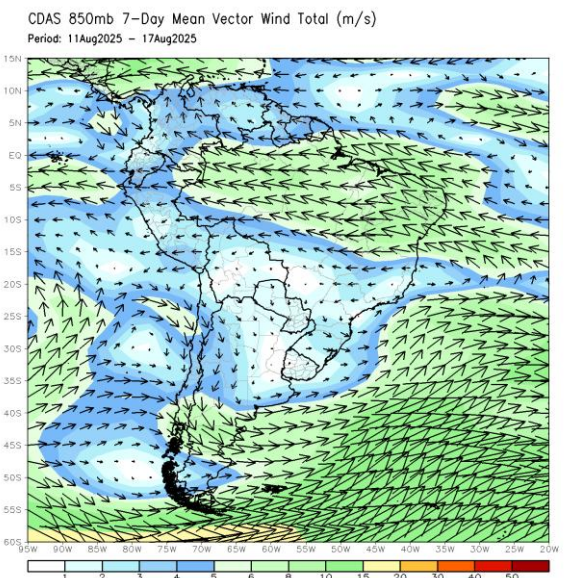 CDAS 850mb 7-Day Mean Vector Wind Total (m/s)
Period: 11Aug2025 - 17Aug2025
15N
10N
5N
EQ
5S
10S
15S
20S
25S
30S
35S
40S
45S
50S
55S
60S
95W 90W 85W 80W 75W 70W 65W 60W 55W 50W 45W 40W 35W 30W 25W 20W
1 2 3 4 5 6 8 10 15 20 30 40 50